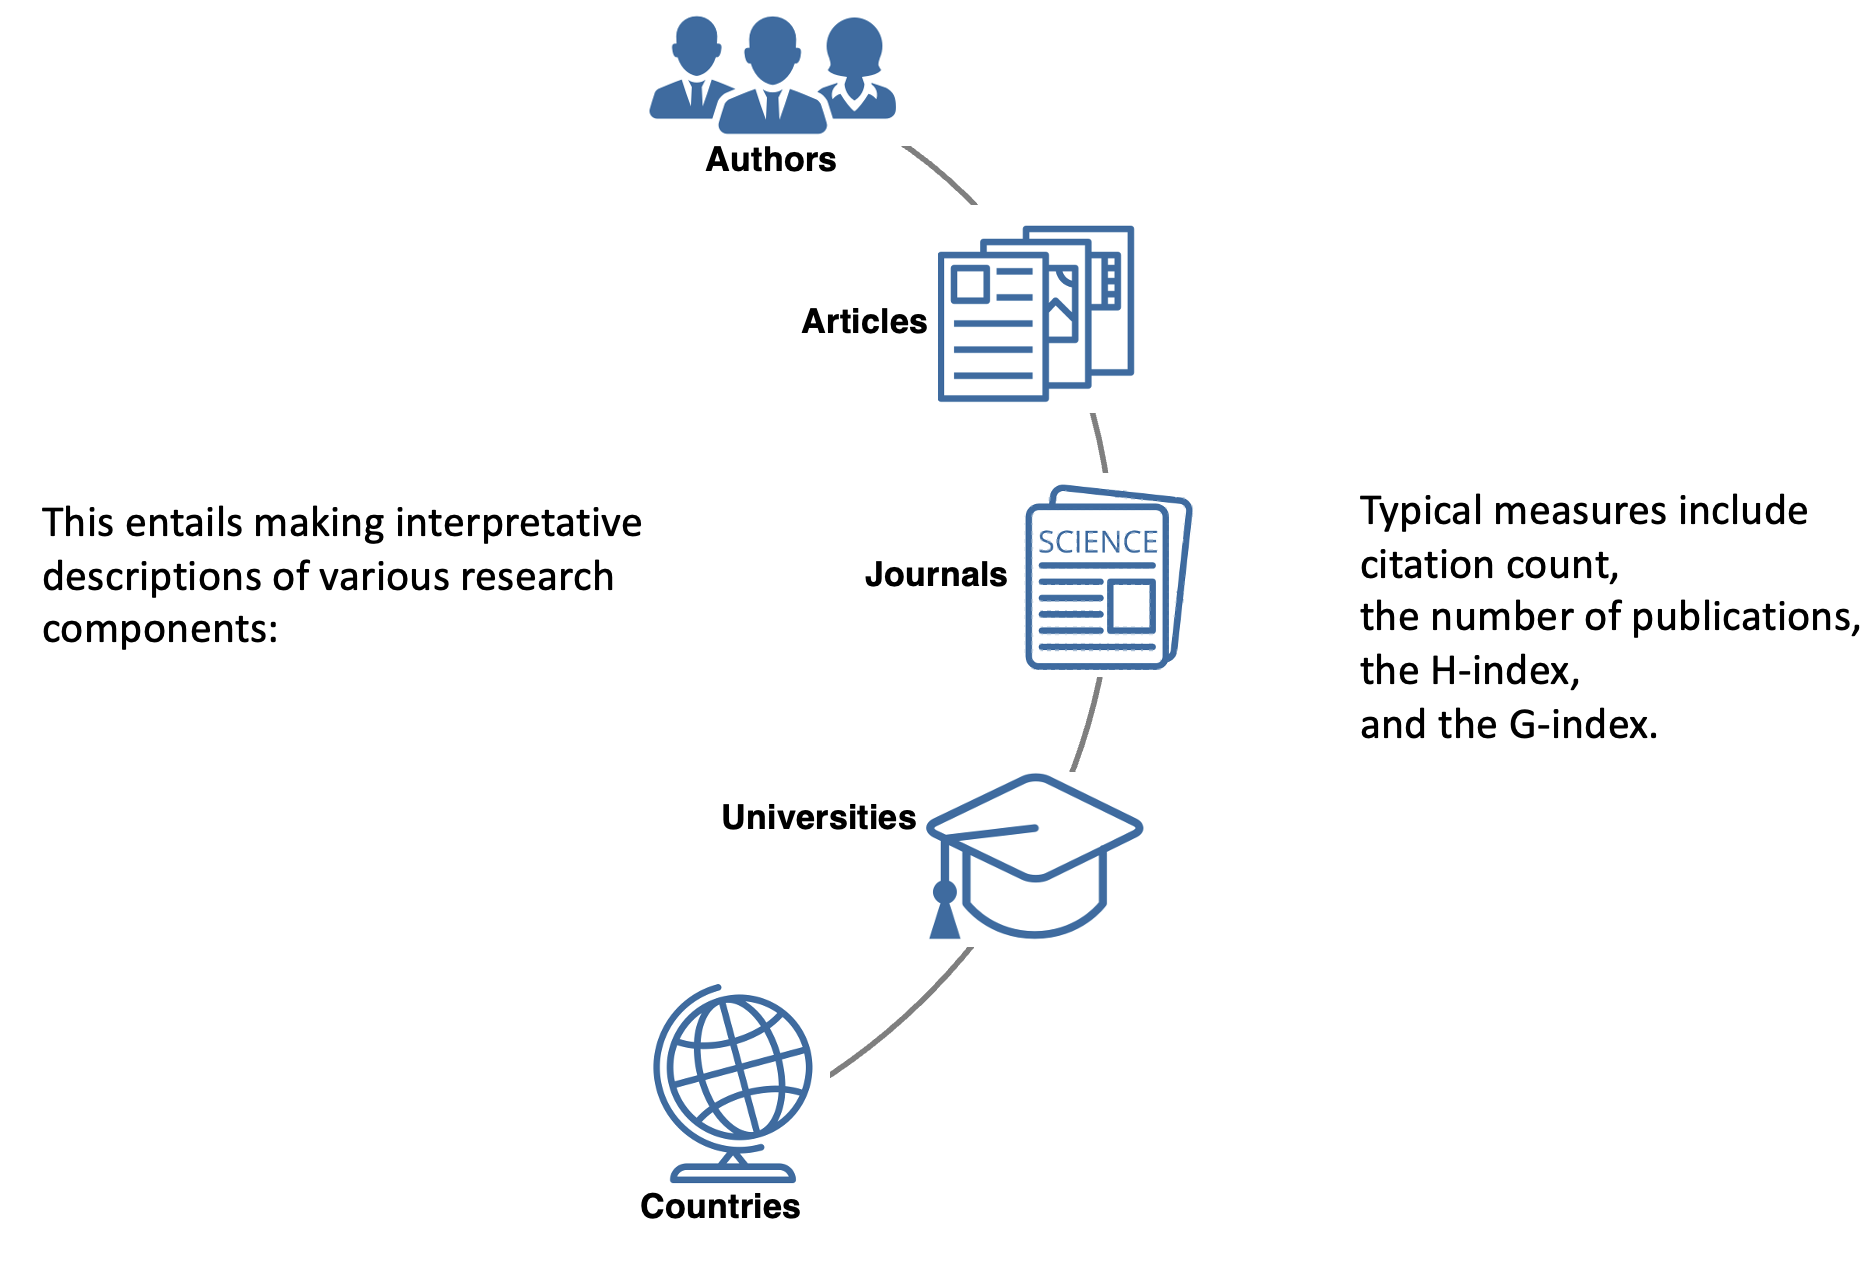 Authors
Articles
This entails making interpretative
descriptions of various research
components:
SCIENCE
Journals
Typical measures include
citation count,
the number of publications,
the H-index,
and the G-index.
Universities
Countries